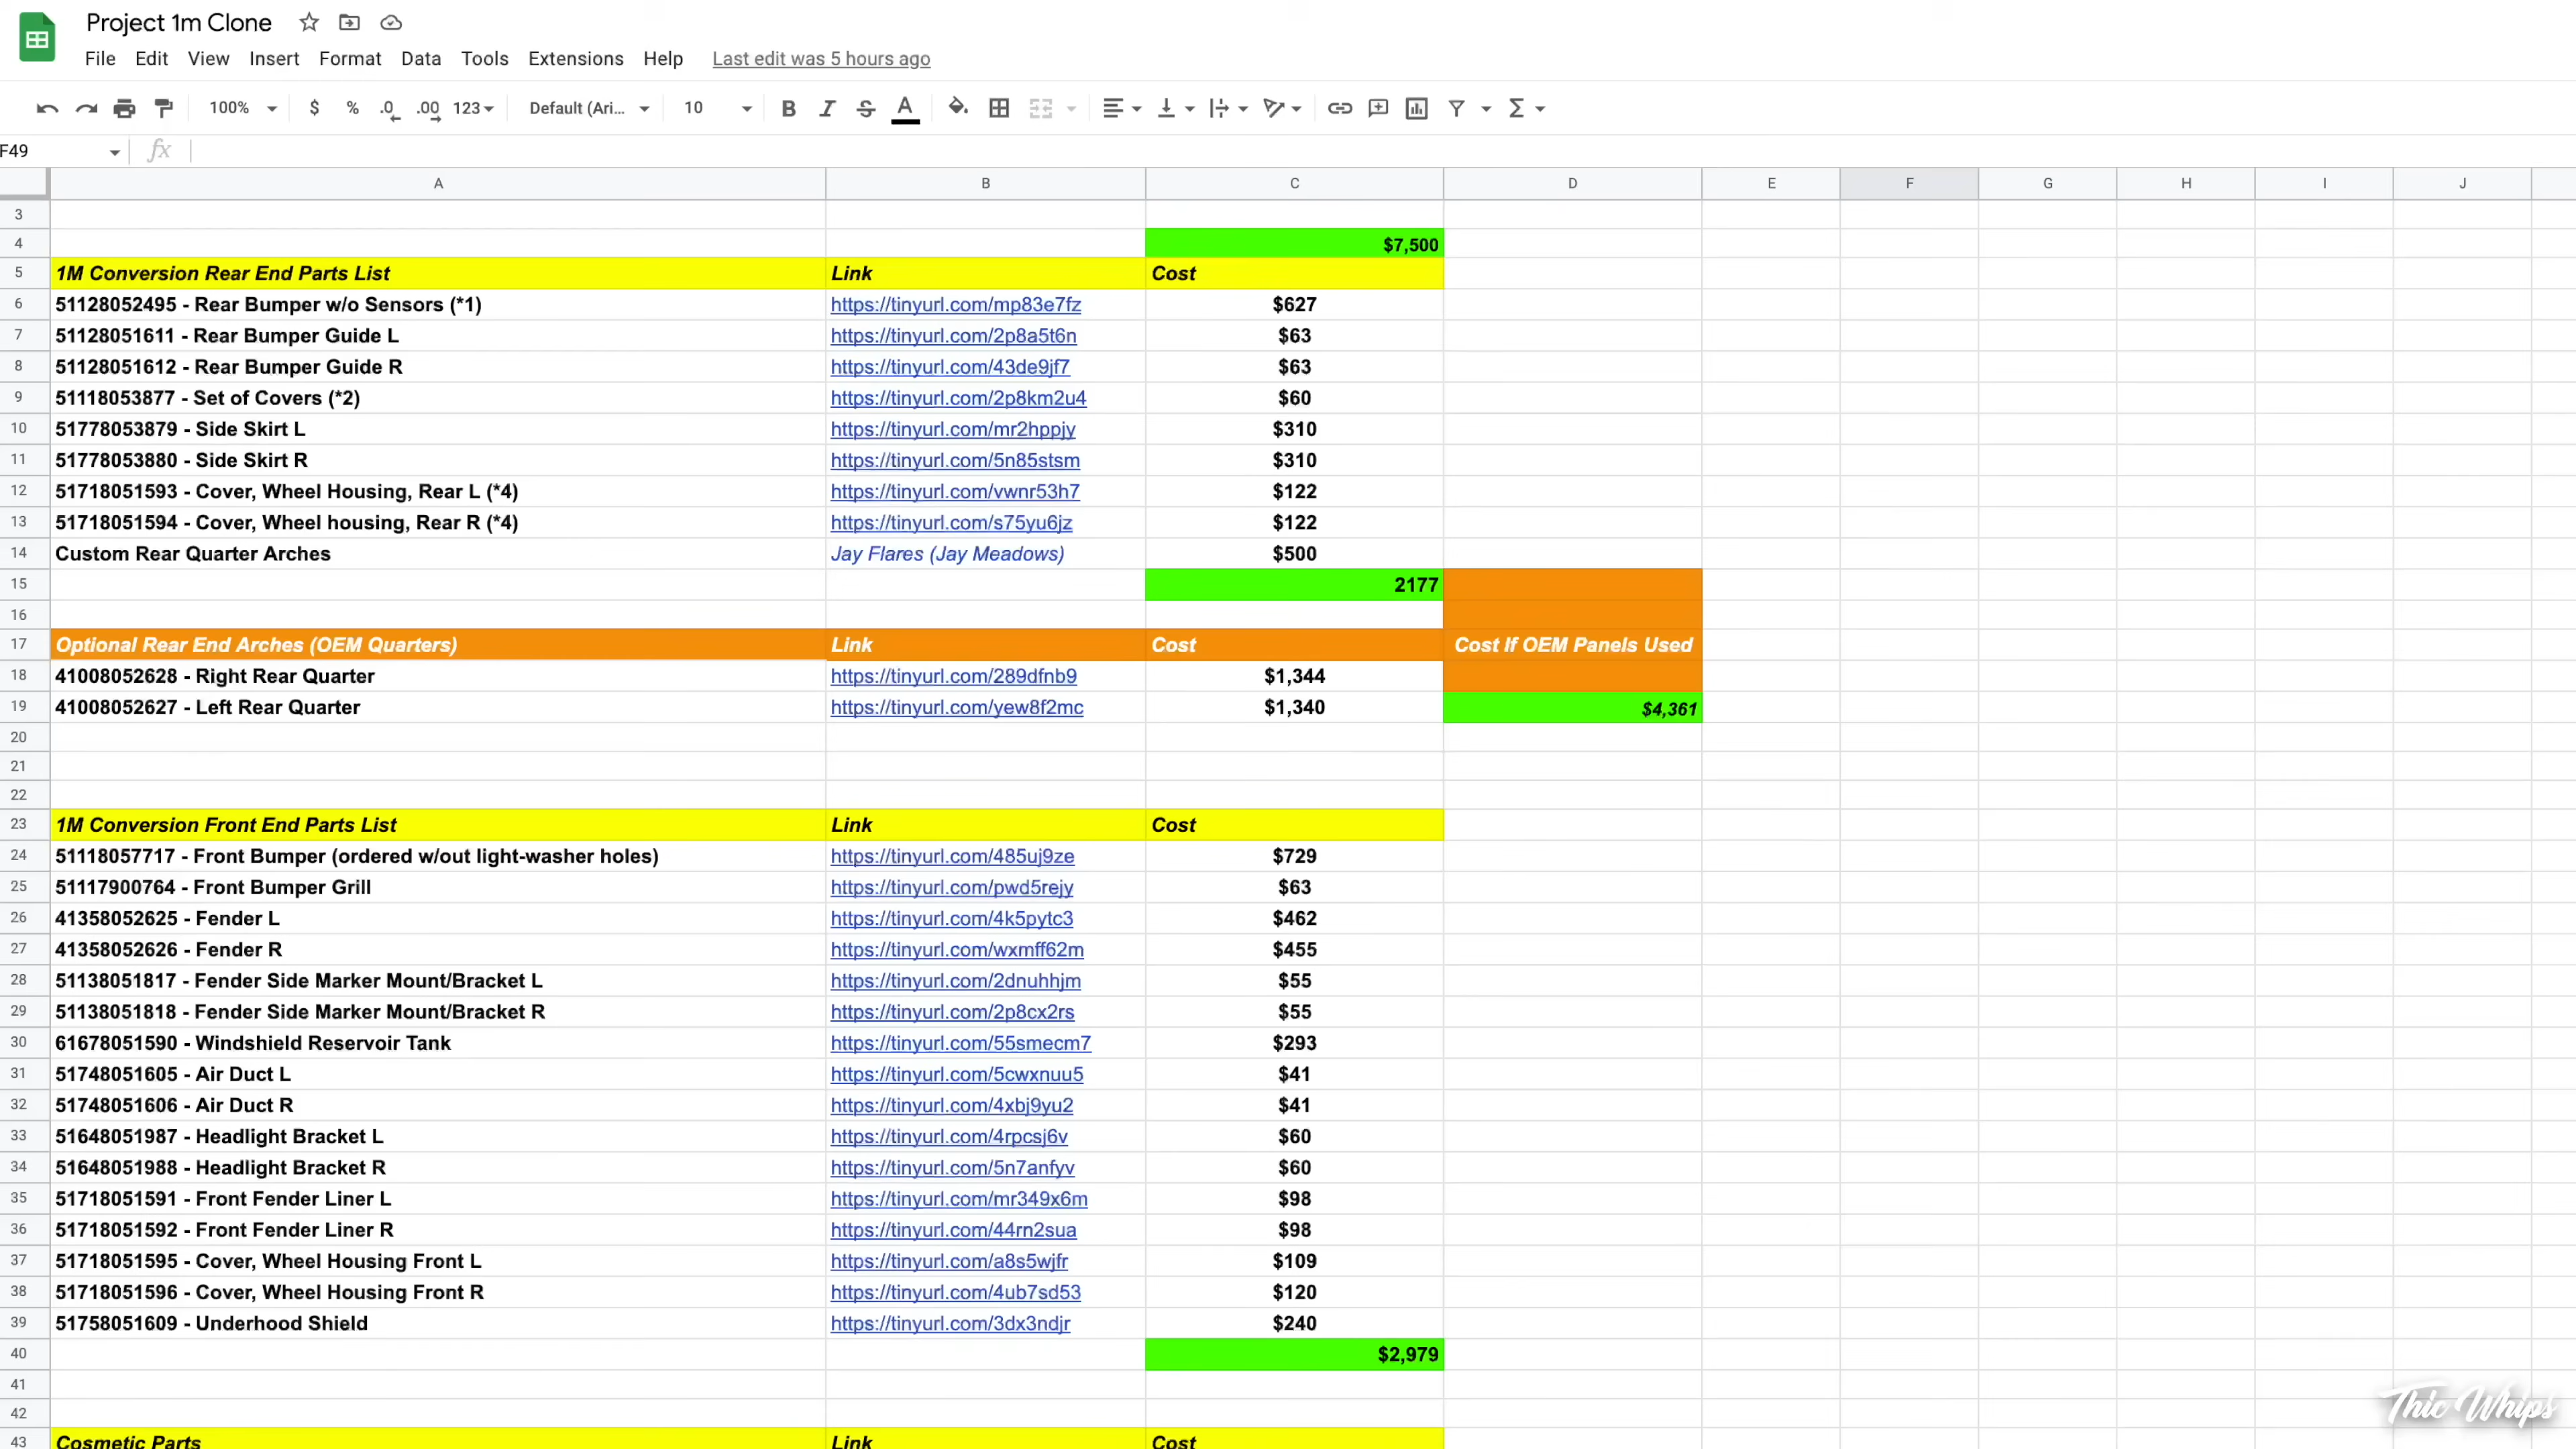 Project 1m Clone
File Edit View Insert Format Data Tools Extensions Help Last edit was 5 hours ago
100% $ % .0 .00 123 Default (Ari... 10 B I S A Σ
F49 fx
A B C D E F G H I J
3
4 $7,500
5 1M Conversion Rear End Parts List Link Cost
6 51128052495 - Rear Bumper w/o Sensors (*1) https://tinyurl.com/mp83e7fz $627
7 51128051611 - Rear Bumper Guide L https://tinyurl.com/2p8a5t6n $63
8 51128051612 - Rear Bumper Guide R https://tinyurl.com/43de9jf7 $63
9 51118053877 - Set of Covers (*2) https://tinyurl.com/2p8km2u4 $60
10 51778053879 - Side Skirt L https://tinyurl.com/mr2hppjy $310
11 51778053880 - Side Skirt R https://tinyurl.com/5n85stsm $310
12 51718051593 - Cover, Wheel Housing, Rear L (*4) https://tinyurl.com/vwnr53h7 $122
13 51718051594 - Cover, Wheel housing, Rear R (*4) https://tinyurl.com/s75yu6jz $122
14 Custom Rear Quarter Arches Jay Flares (Jay Meadows) $500
15 2177
16
17 Optional Rear End Arches (OEM Quarters) Link Cost Cost If OEM Panels Used
18 41008052628 - Right Rear Quarter https://tinyurl.com/289dfnb9 $1,344
19 41008052627 - Left Rear Quarter https://tinyurl.com/yew8f2mc $1,340 $4,361
20
21
22
23 1M Conversion Front End Parts List Link Cost
24 51118057717 - Front Bumper (ordered w/out light-washer holes) https://tinyurl.com/485uj9ze $729
25 51117900764 - Front Bumper Grill https://tinyurl.com/pwd5rejy $63
26 41358052625 - Fender L https://tinyurl.com/4k5pytc3 $462
27 41358052626 - Fender R https://tinyurl.com/wxmff62m $455
28 51138051817 - Fender Side Marker Mount/Bracket L https://tinyurl.com/2dnuhhjm $55
29 51138051818 - Fender Side Marker Mount/Bracket R https://tinyurl.com/2p8cx2rs $55
30 61678051590 - Windshield Reservoir Tank https://tinyurl.com/55smecm7 $293
31 51748051605 - Air Duct L https://tinyurl.com/5cwxnuu5 $41
32 51748051606 - Air Duct R https://tinyurl.com/4xbj9yu2 $41
33 51648051987 - Headlight Bracket L https://tinyurl.com/4rpcsj6v $60
34 51648051988 - Headlight Bracket R https://tinyurl.com/5n7anfyv $60
35 51718051591 - Front Fender Liner L https://tinyurl.com/mr349x6m $98
36 51718051592 - Front Fender Liner R https://tinyurl.com/44rn2sua $98
37 51718051595 - Cover, Wheel Housing Front L https://tinyurl.com/a8s5wjfr $109
38 51718051596 - Cover, Wheel Housing Front R https://tinyurl.com/4ub7sd53 $120
39 51758051609 - Underhood Shield https://tinyurl.com/3dx3ndjr $240
40 $2,979
41
42
43 Cosmetic Parts Link Cost
Thic Whips